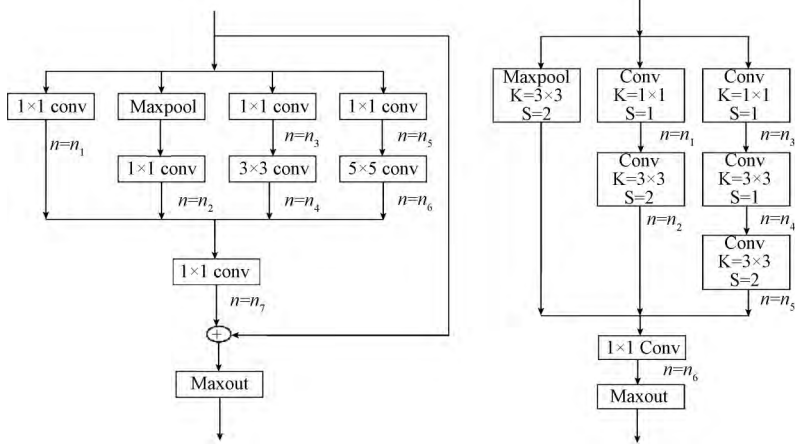 1×1 conv
n=n1
Maxpool
1×1 conv
n=n2
1×1 conv
n=n3
3×3 conv
n=n4
1×1 conv
n=n5
5×5 conv
n=n6
1×1 conv
n=n7
+
Maxout
Maxpool
K=3×3
S=2
Conv
K=1×1
S=1
n=n1
Conv
K=3×3
S=2
n=n2
Conv
K=1×1
S=1
n=n3
Conv
K=3×3
S=1
n=n4
Conv
K=3×3
S=2
n=n5
1×1 Conv
n=n6
Maxout